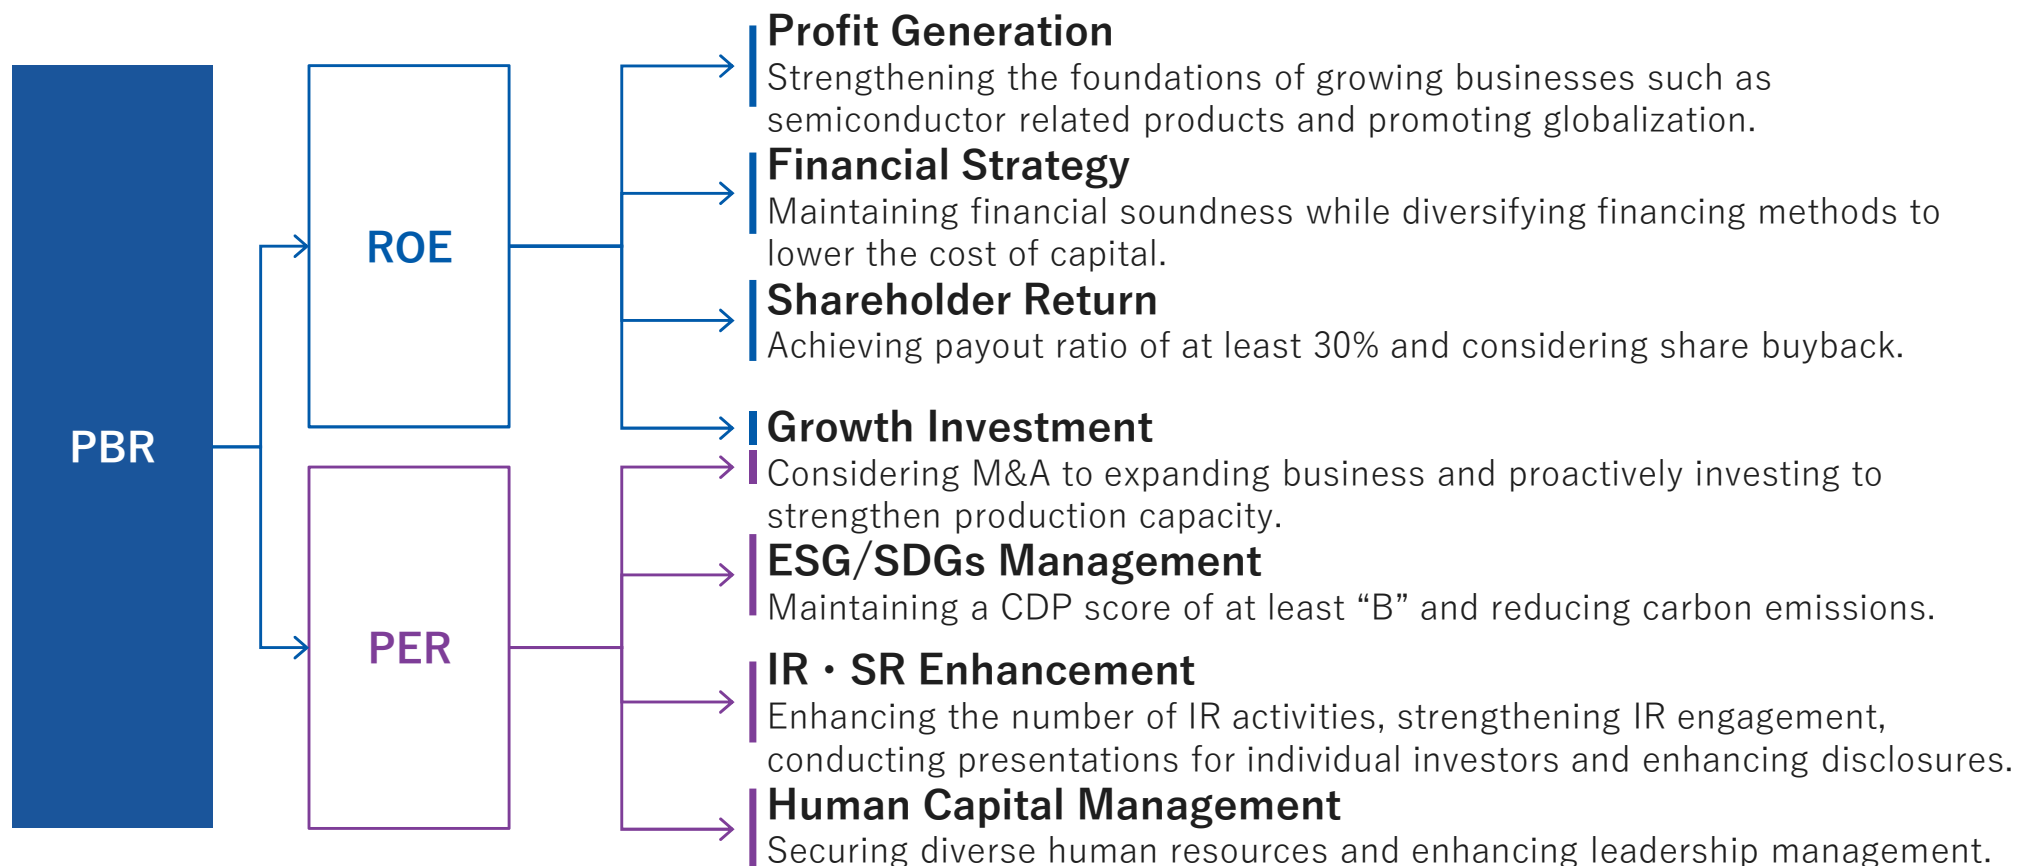 PBR
ROE
PER
Profit Generation
Strengthening the foundations of growing businesses such as
semiconductor related products and promoting globalization.
Financial Strategy
Maintaining financial soundness while diversifying financing methods to
lower the cost of capital.
Shareholder Return
Achieving payout ratio of at least 30% and considering share buyback.
Growth Investment
Considering M&A to expanding business and proactively investing to
strengthen production capacity.
ESG/SDGs Management
Maintaining a CDP score of at least “B” and reducing carbon emissions.
IR・SR Enhancement
Enhancing the number of IR activities, strengthening IR engagement,
conducting presentations for individual investors and enhancing disclosures.
Human Capital Management
Securing diverse human resources and enhancing leadership management.